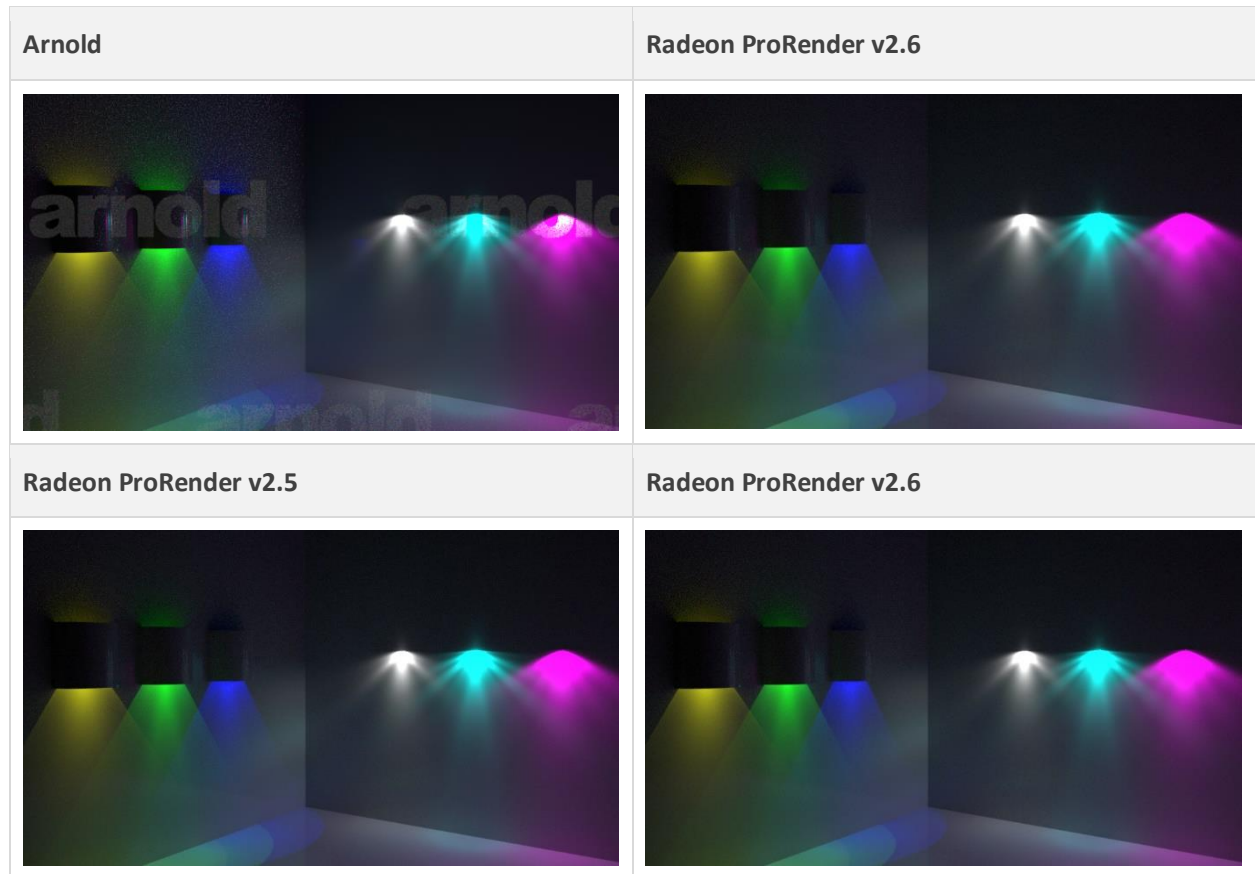 Arnold
Radeon ProRender v2.6
arnold arnold
d arnold a
Radeon ProRender v2.5
Radeon ProRender v2.6